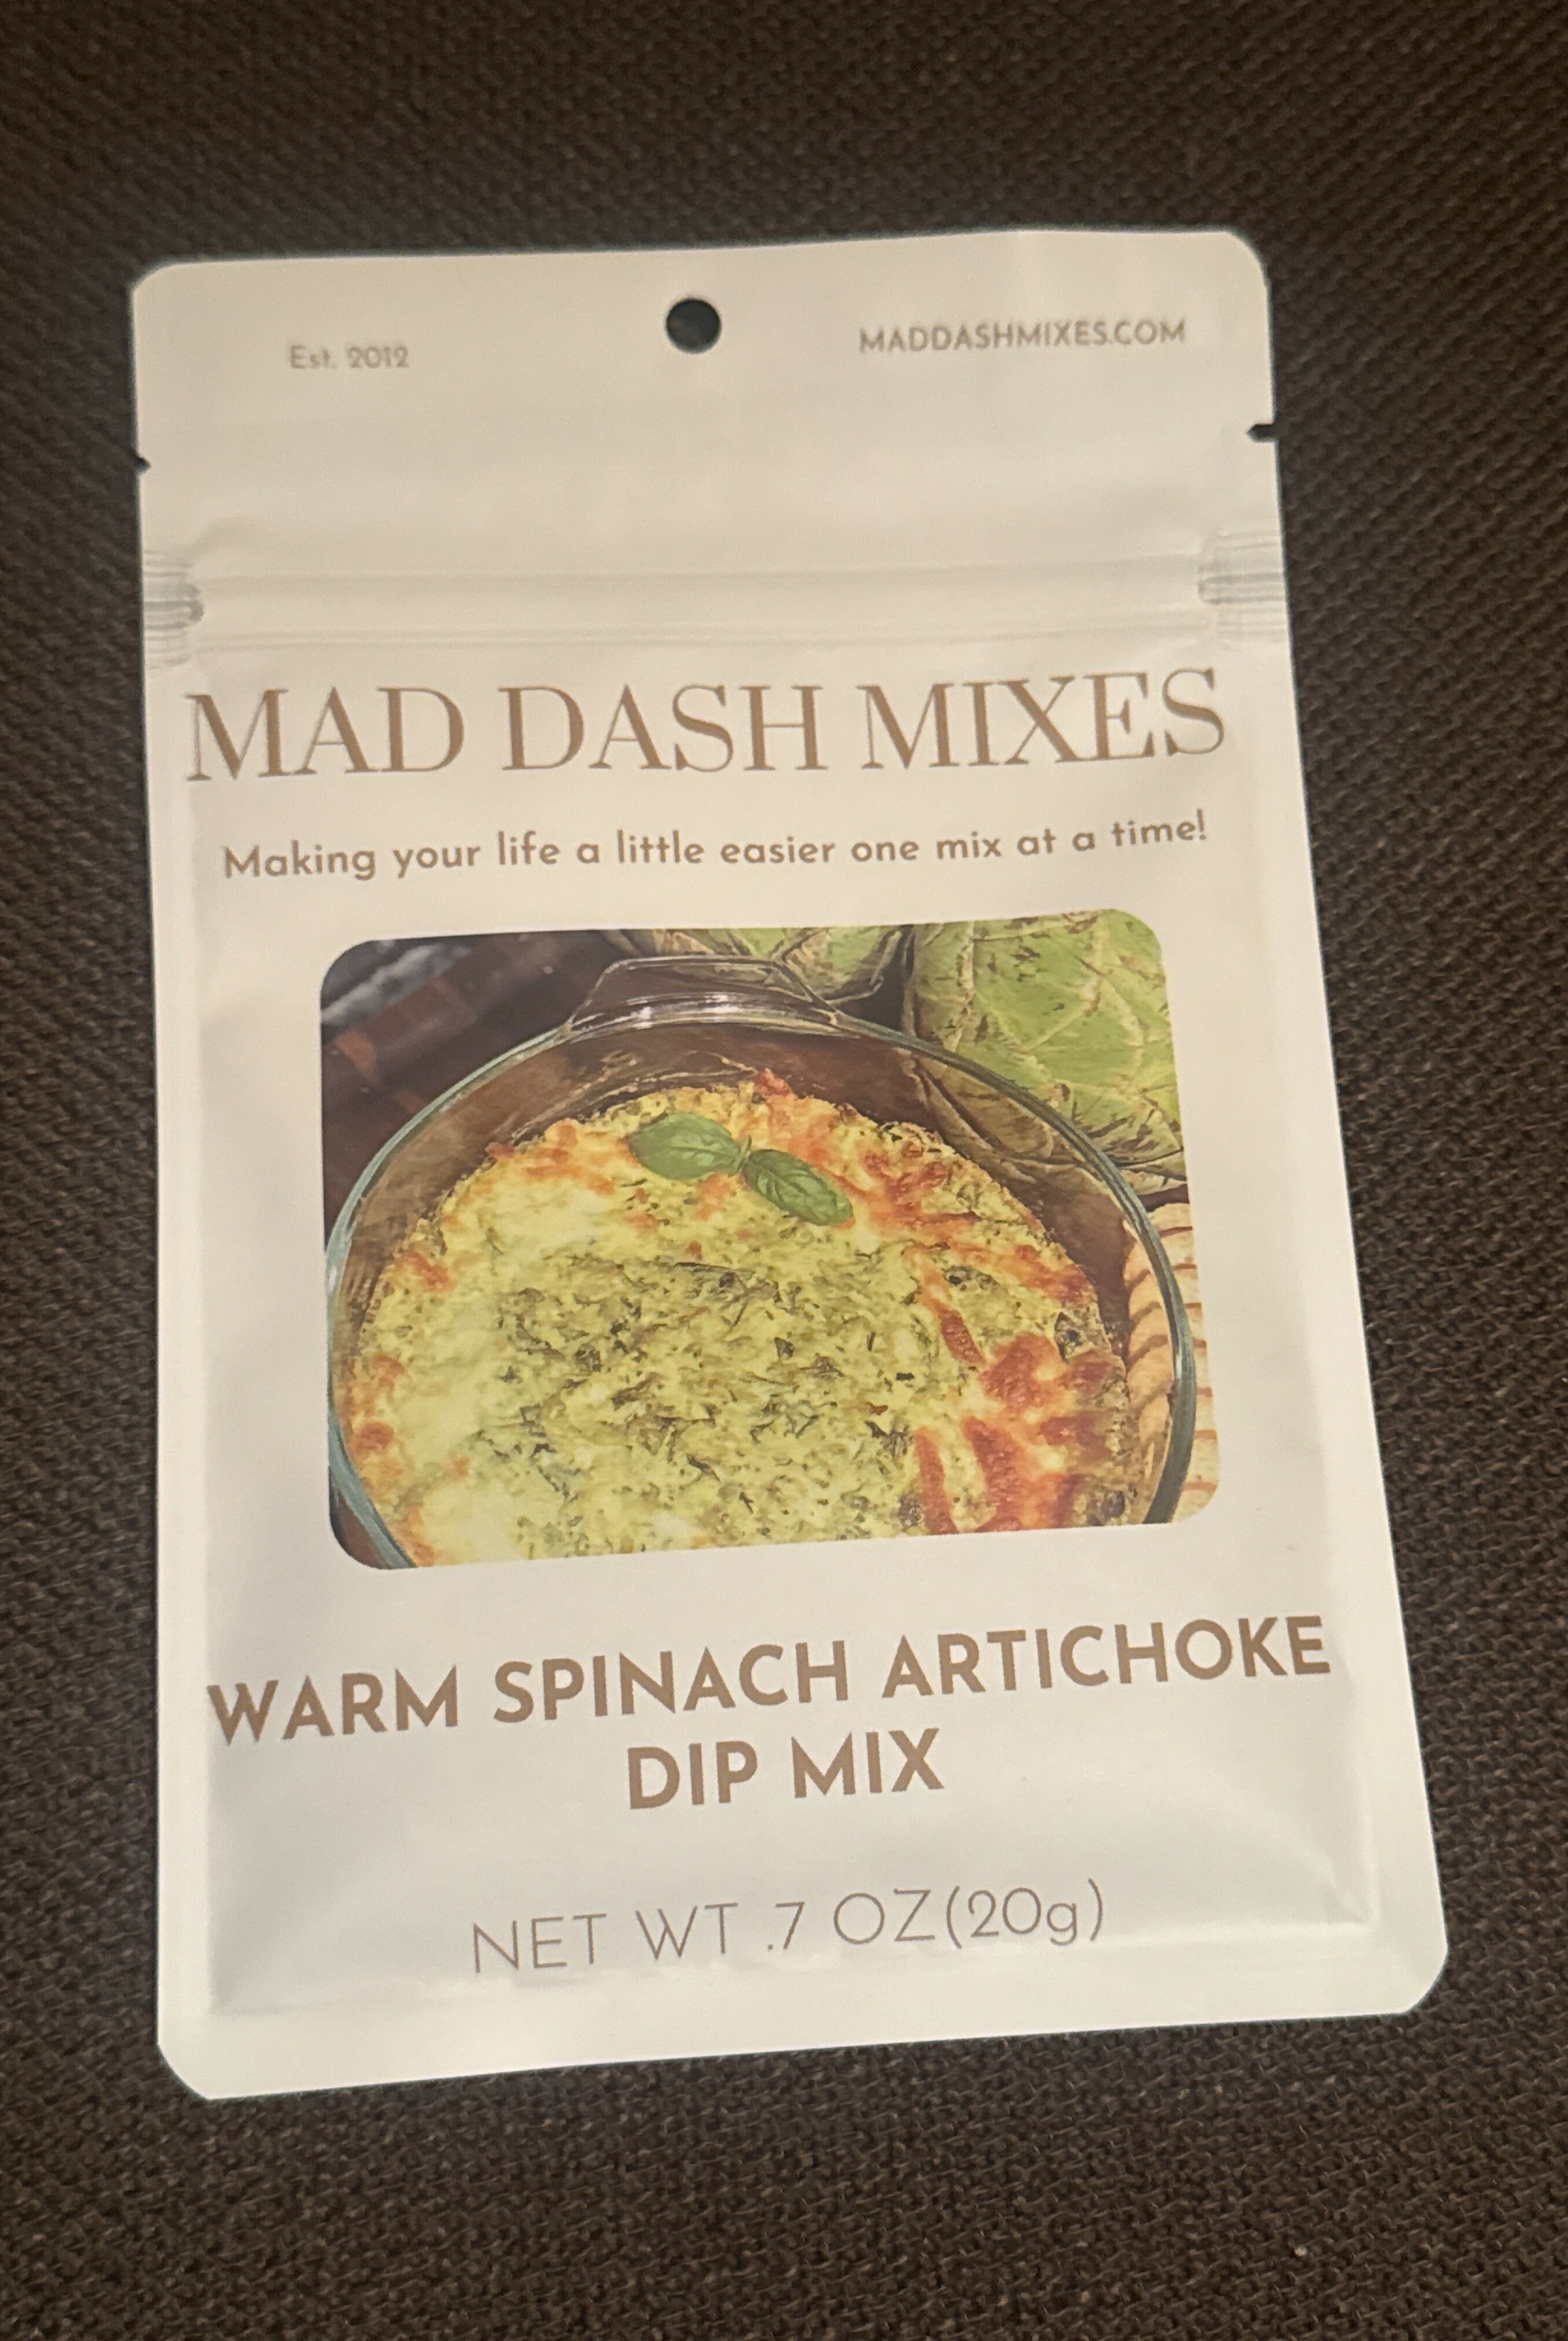 Est. 2012
MADDASHMIXES.COM
MAD DASH MIXES
Making your life a little easier one mix at a time!
WARM SPINACH ARTICHOKE
DIP MIX
NET WT .7 OZ(20g)